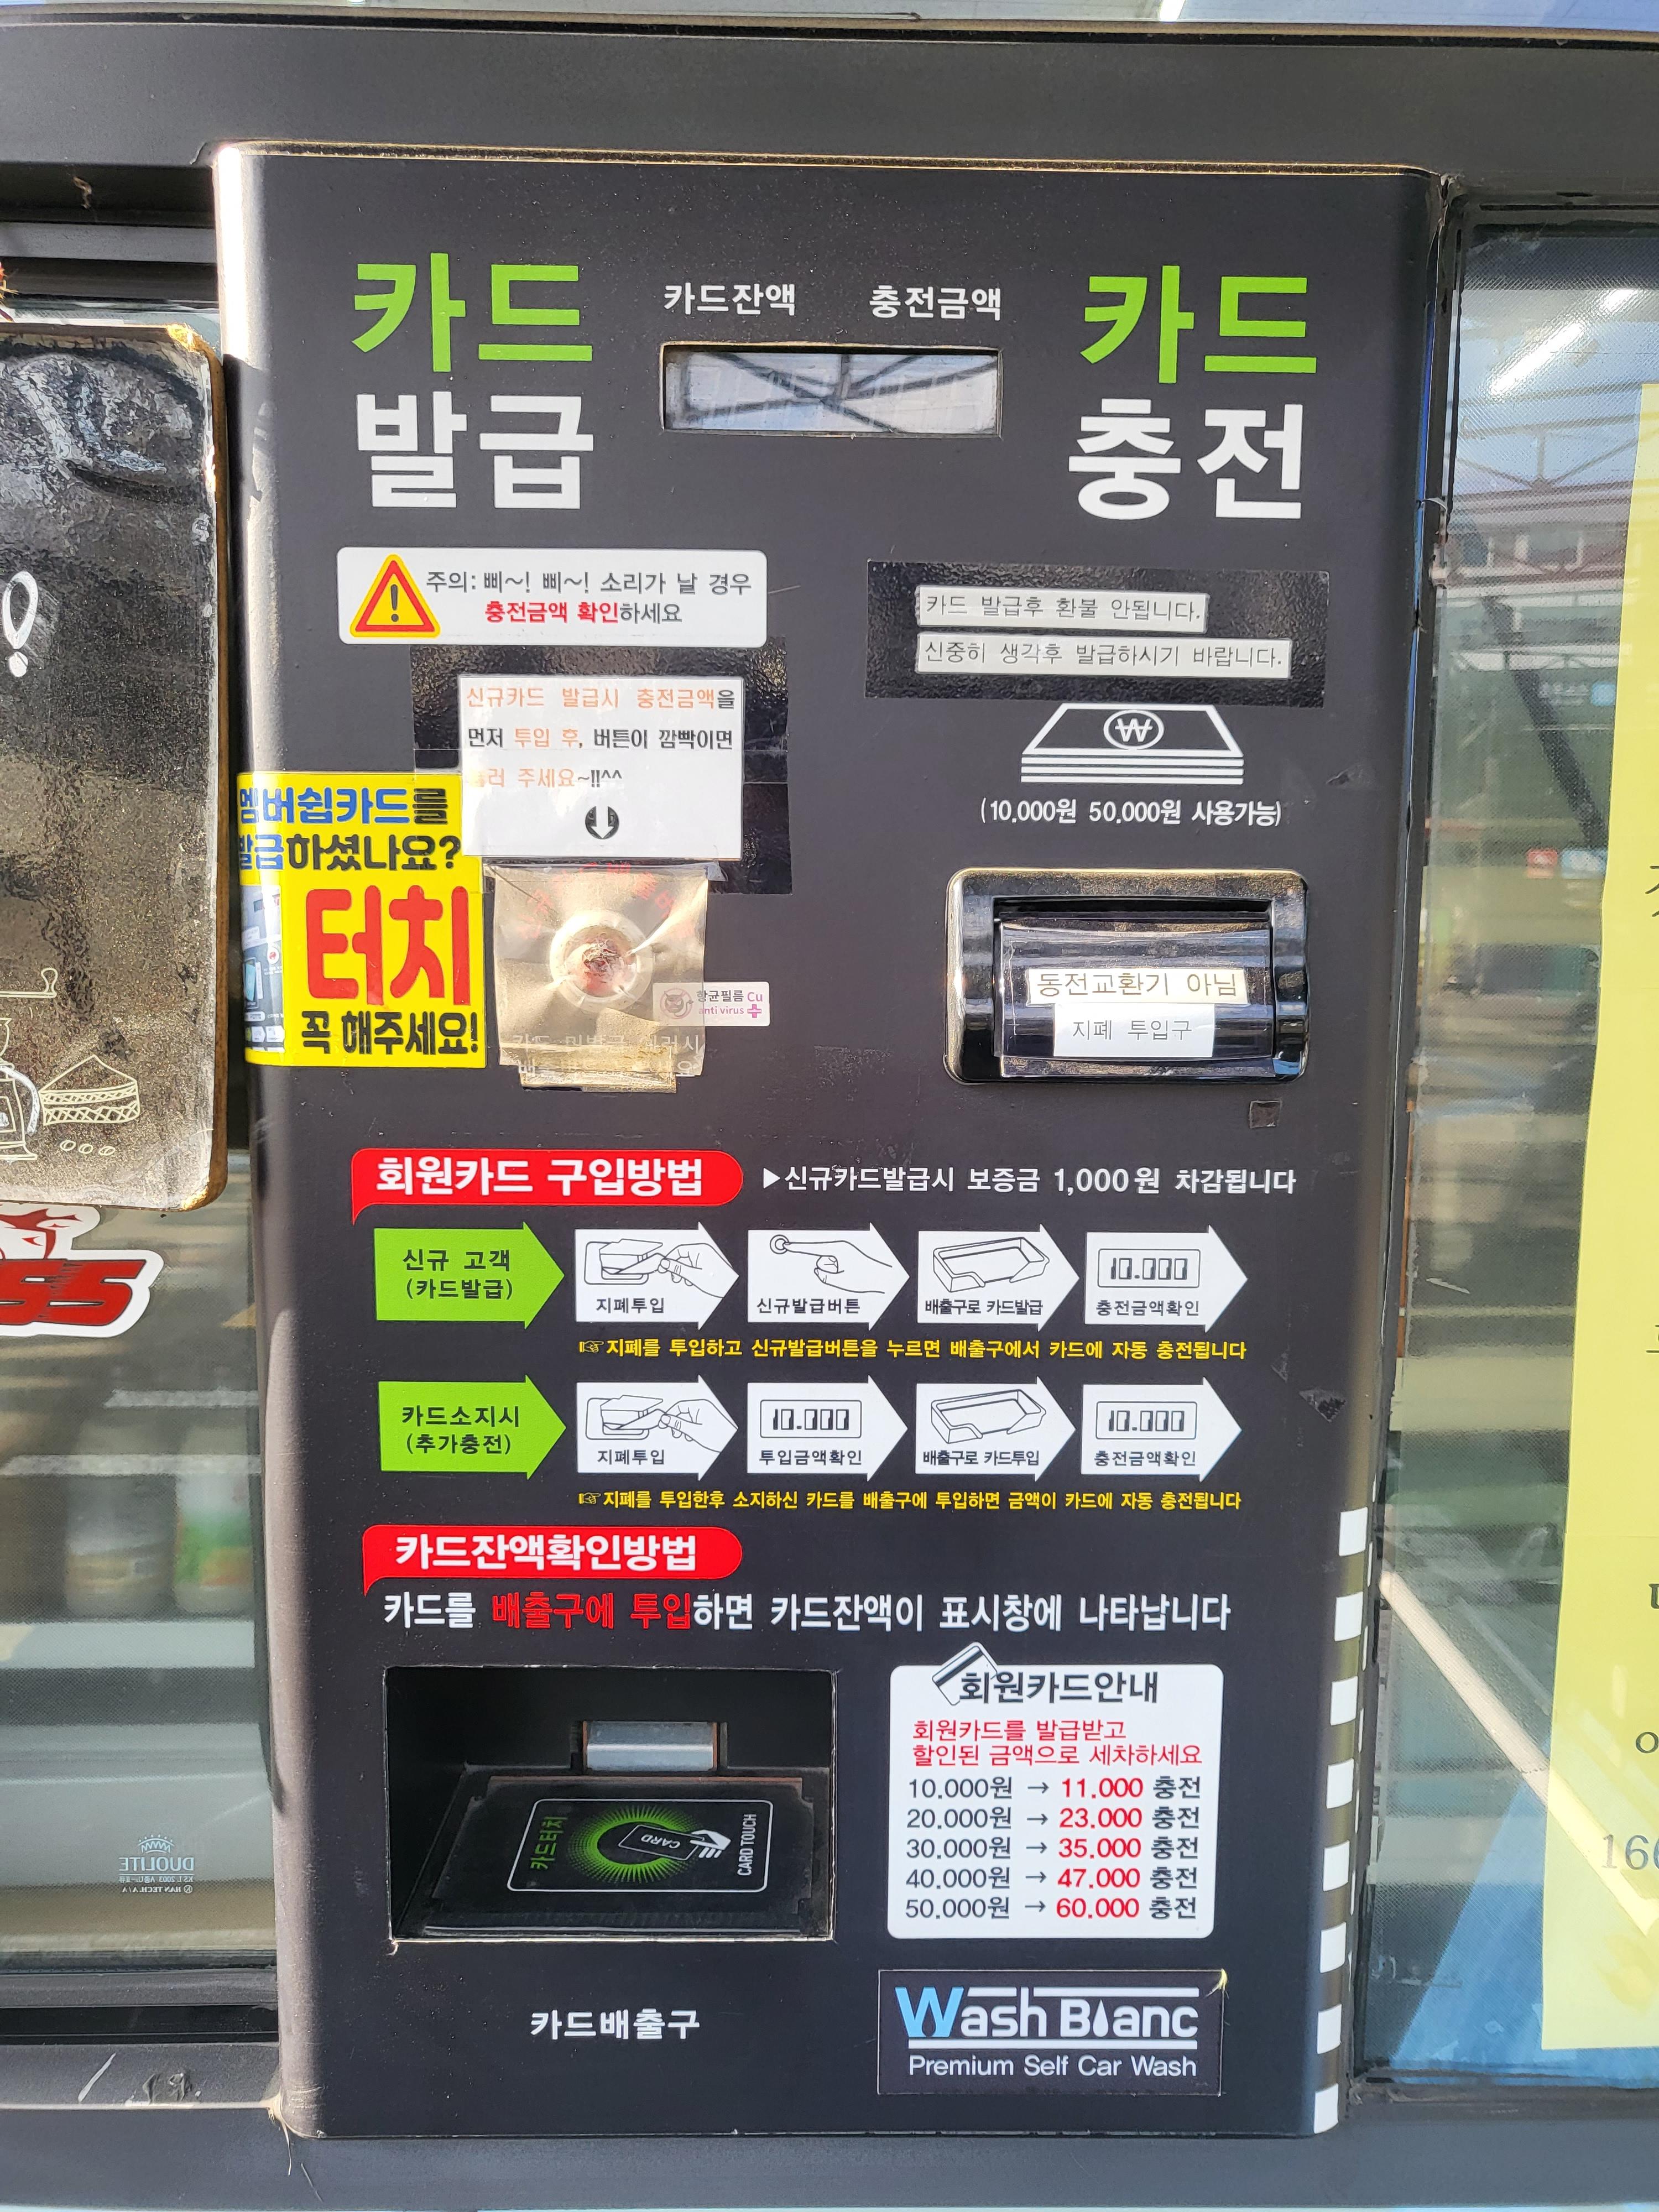 카드
발급
카드잔액 충전금액
카드
충전
주의: 삐~! 삐~! 소리가 날 경우
충전금액 확인하세요
카드 발급후 환불 안됩니다.
신중히 생각후 발급하시기 바랍니다.
신규카드 발급시 충전금액을
먼저 투입 후, 버튼이 깜빡이면
눌러 주세요~!!^^
(10,000원 50,000원 사용가능)
멤버쉽카드를
발급하셨나요?
터치
꼭 해주세요!
항균필름 Cu
anti virus
동전교환기 아님
지폐 투입구
회원카드 구입방법
▶신규카드발급시 보증금 1,000원 차감됩니다
신규 고객
(카드발급)
지폐투입
신규발급버튼
배출구로 카드발급
10.000
충전금액확인
☞지폐를 투입하고 신규발급버튼을 누르면 배출구에서 카드에 자동 충전됩니다
카드소지시
(추가충전)
지폐투입
10.000
투입금액확인
배출구로 카드투입
10.000
충전금액확인
☞지폐를 투입한후 소지하신 카드를 배출구에 투입하면 금액이 카드에 자동 충전됩니다
카드잔액확인방법
카드를 배출구에 투입하면 카드잔액이 표시창에 나타납니다
카드터치
CARD
CARD TOUCH
카드배출구
회원카드안내
회원카드를 발급받고
할인된 금액으로 세차하세요
10.000원 → 11.000 충전
20.000원 → 23.000 충전
30.000원 → 35.000 충전
40.000원 → 47.000 충전
50.000원 → 60.000 충전
Wash Blanc
Premium Self Car Wash
DUOLITE
HAN TECH. A/A